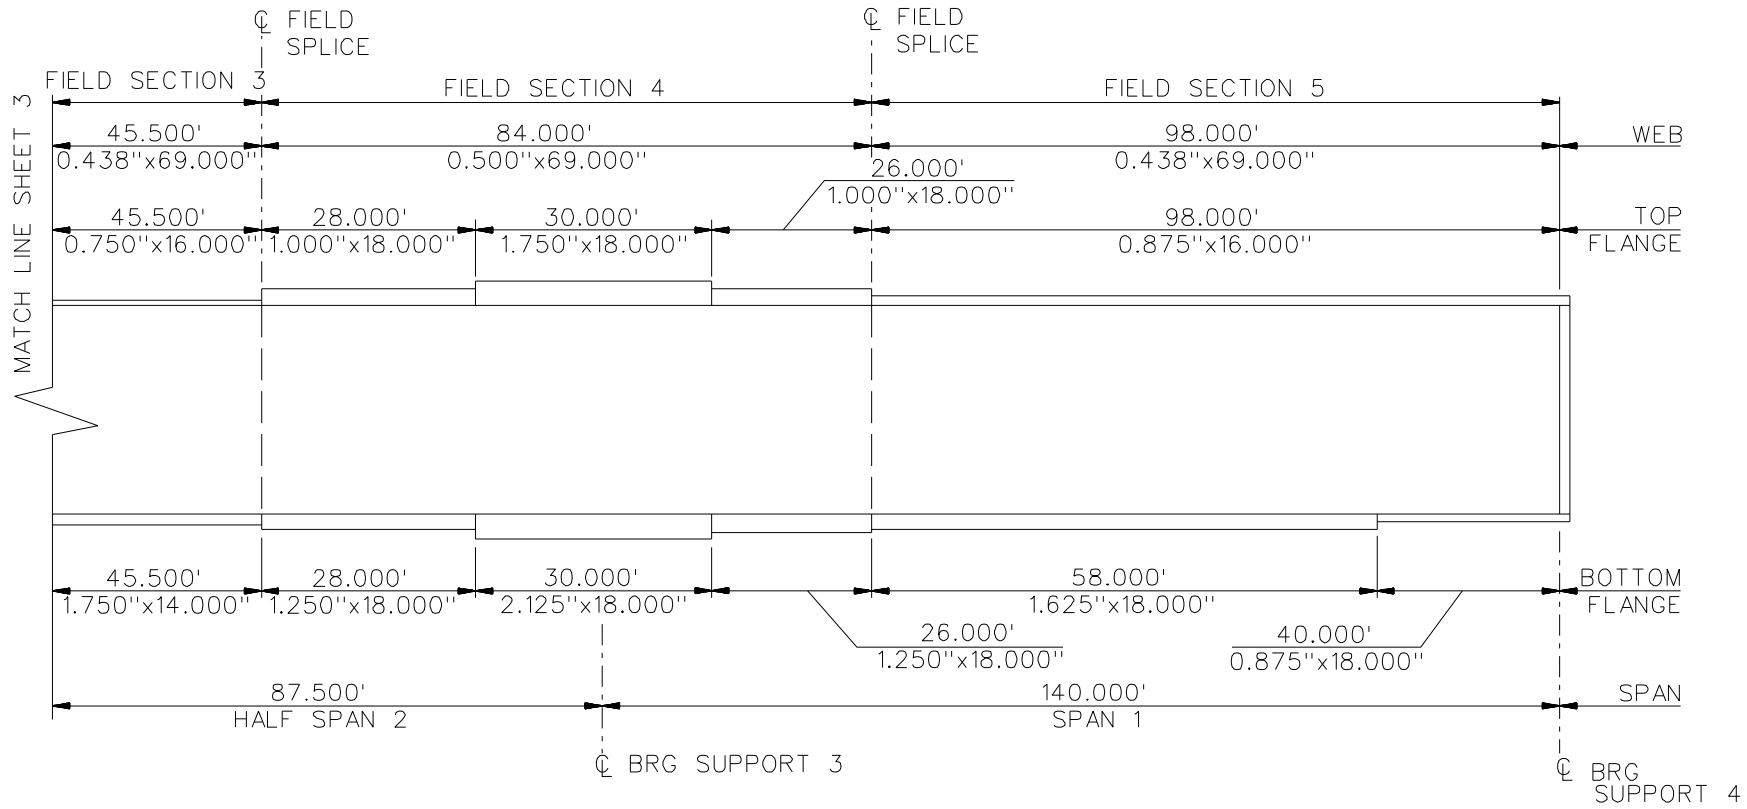 ℄ FIELD
SPLICE
℄ FIELD
SPLICE
FIELD SECTION 3
FIELD SECTION 4
FIELD SECTION 5
MATCH LINE SHEET 3
45.500'
0.438"x69.000"
84.000'
0.500"x69.000"
98.000'
0.438"x69.000"
WEB
26.000'
1.000"x18.000"
45.500'
0.750"x16.000"
28.000'
1.000"x18.000"
30.000'
1.750"x18.000"
98.000'
0.875"x16.000"
TOP
FLANGE
45.500'
1.750"x14.000"
28.000'
1.250"x18.000"
30.000'
2.125"x18.000"
58.000'
1.625"x18.000"
BOTTOM
FLANGE
26.000'
1.250"x18.000"
40.000'
0.875"x18.000"
87.500'
HALF SPAN 2
140.000'
SPAN 1
SPAN
℄ BRG SUPPORT 3
℄ BRG
SUPPORT 4